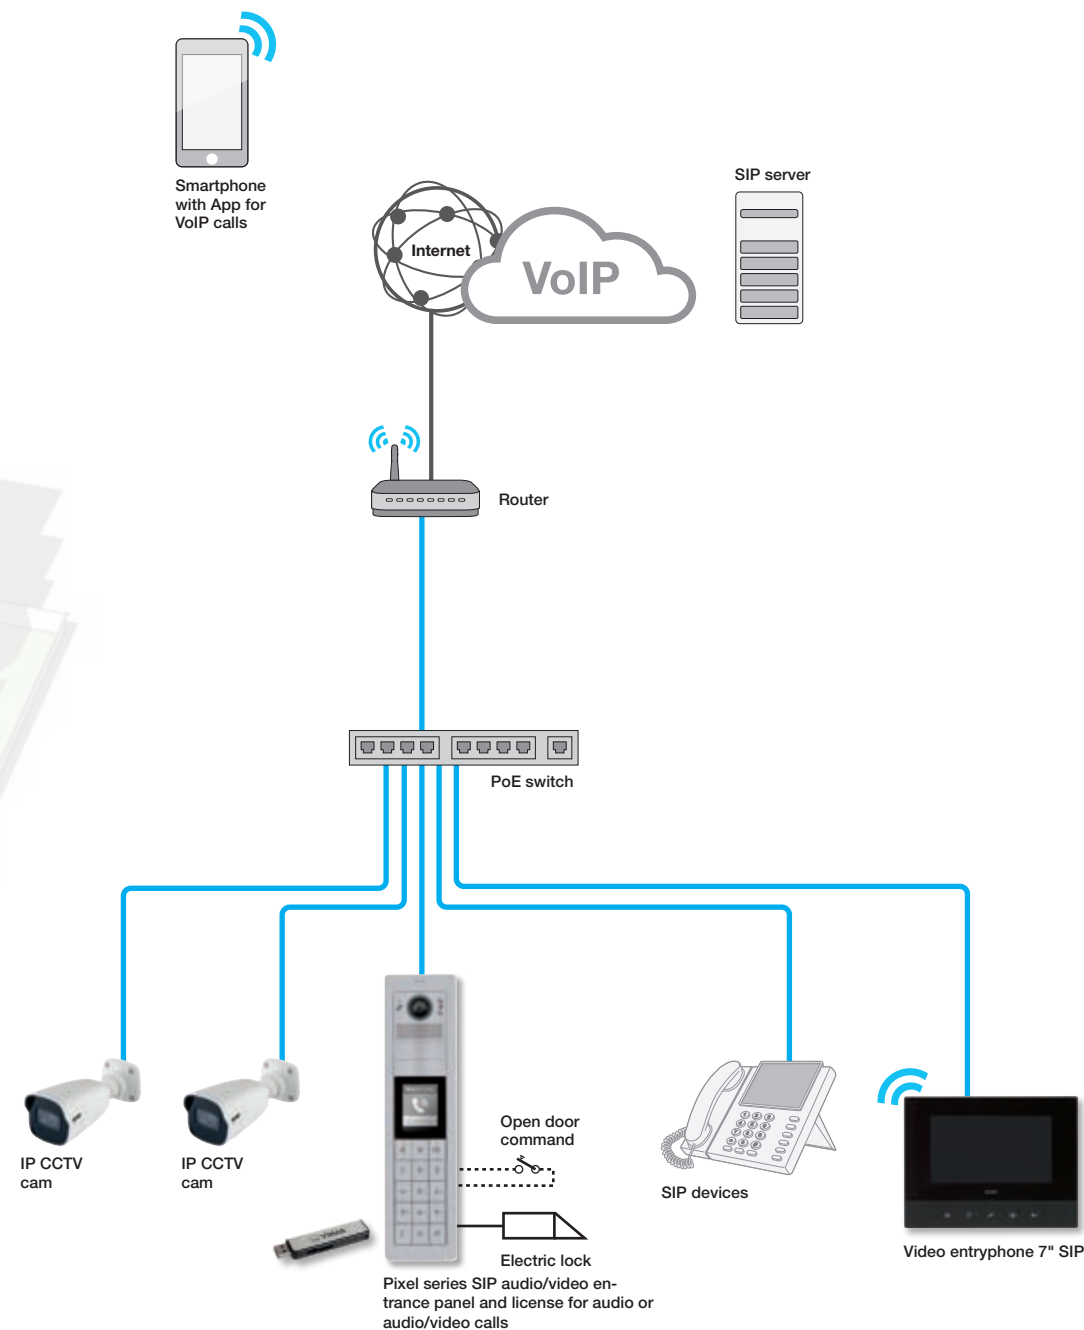 Smartphone
with App for
VoIP calls
Internet
VoIP
SIP server
Router
PoE switch
IP CCTV
cam
IP CCTV
cam
Open door
command
Electric lock
Pixel series SIP audio/video en-
trance panel and license for audio or
audio/video calls
SIP devices
Video entryphone 7" SIP